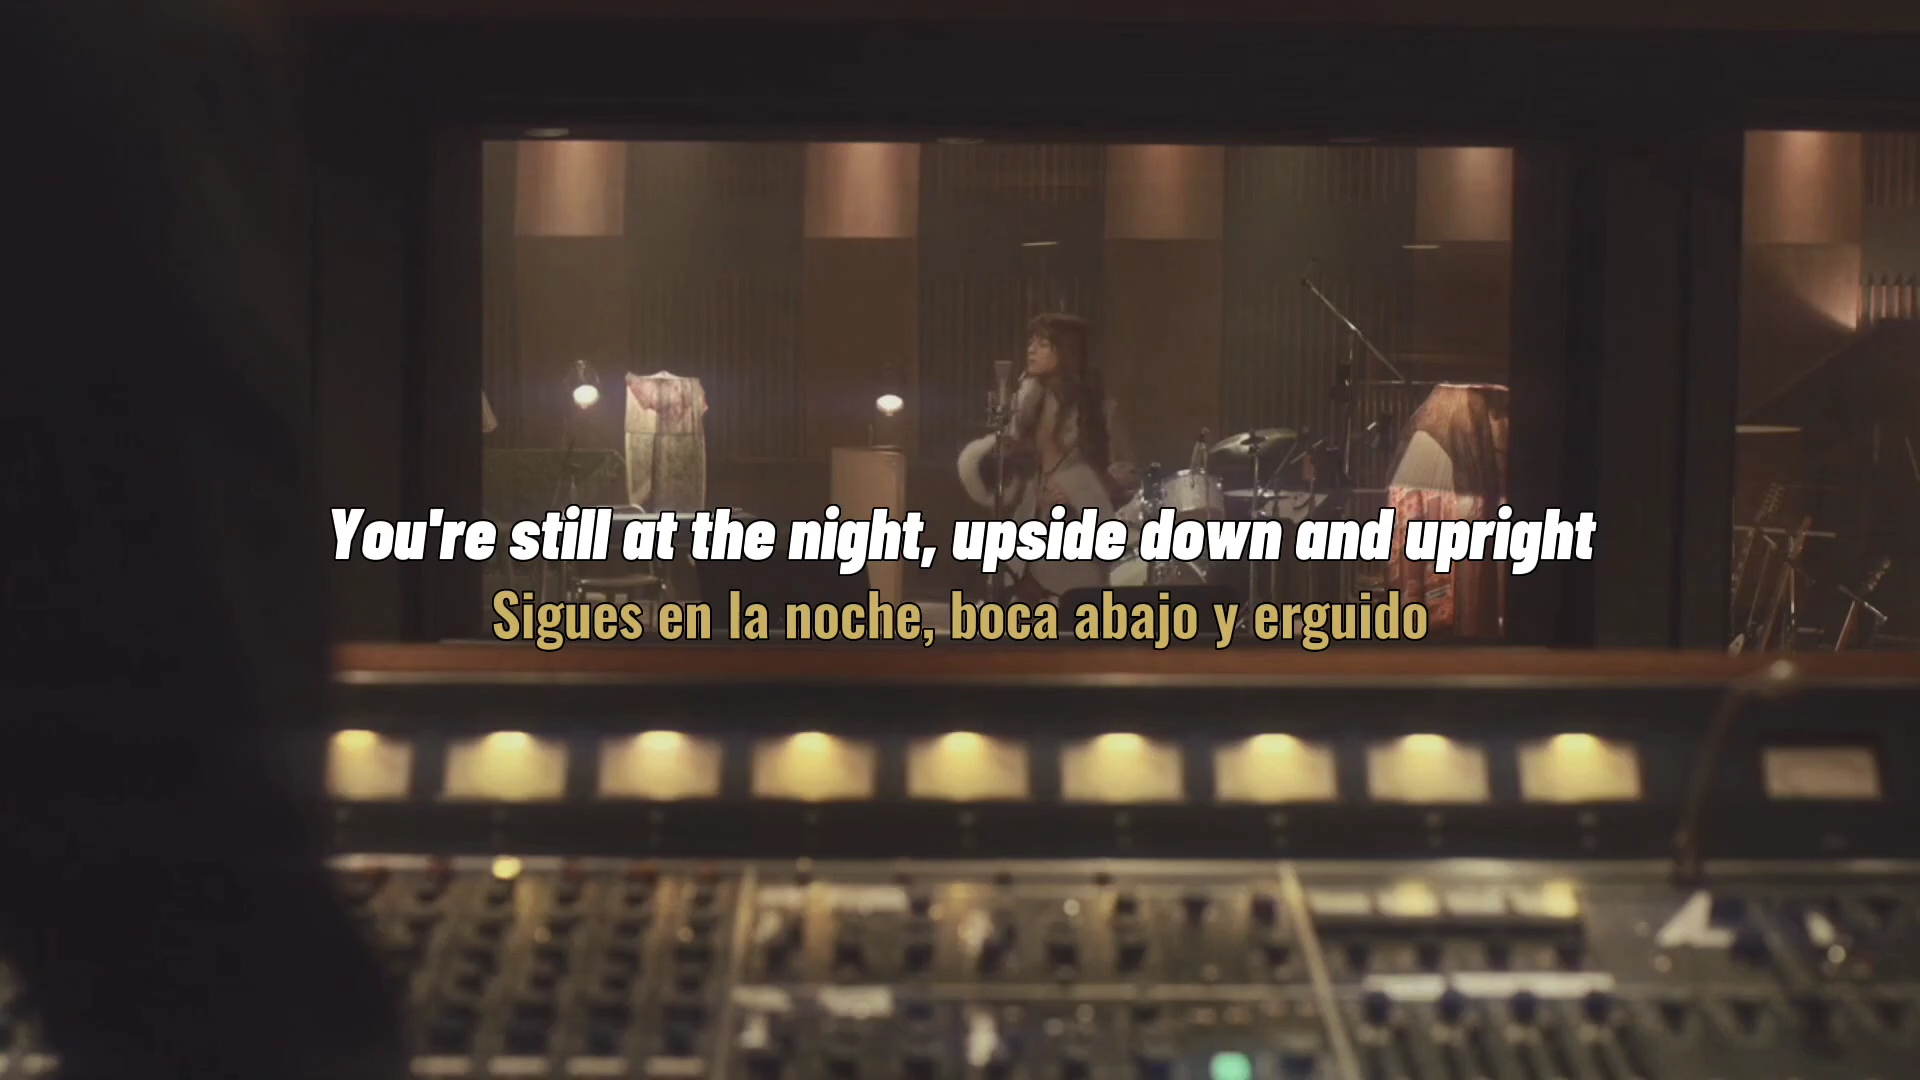 You're still at the night, upside down and upright
Sigues en la noche, boca abajo y erguido